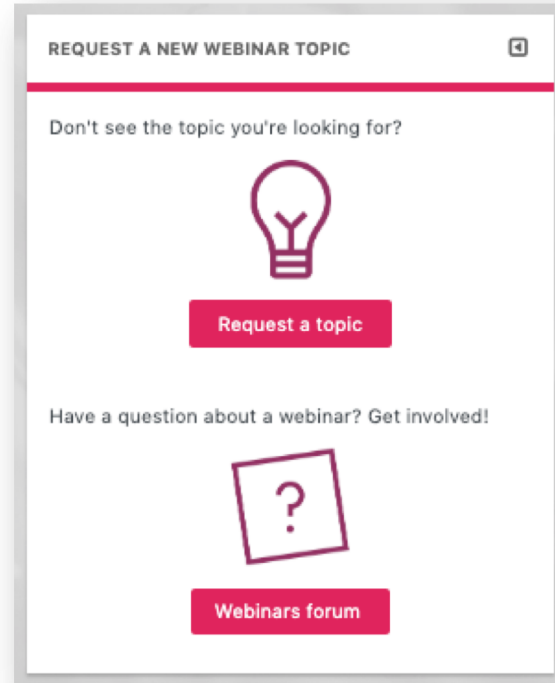 REQUEST A NEW WEBINAR TOPIC
Don't see the topic you're looking for?
Request a topic
Have a question about a webinar? Get involved!
?
Webinars forum